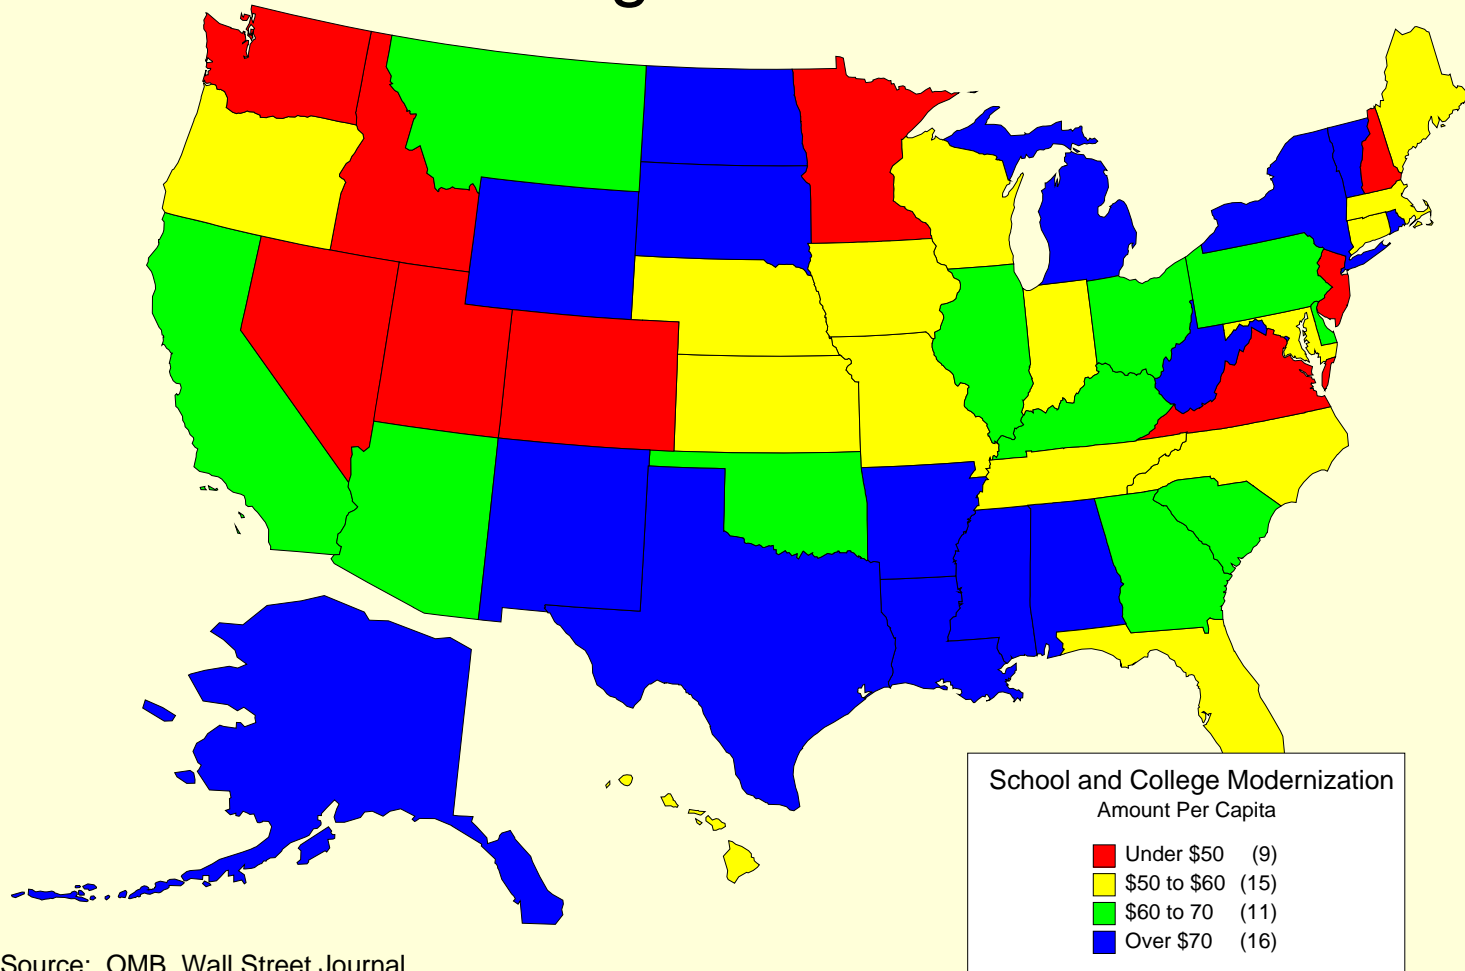 School and College Modernization
Amount Per Capita
Under $50 (9)
$50 to $60 (15)
$60 to 70 (11)
Over $70 (16)
Source: OMB, Wall Street Journal